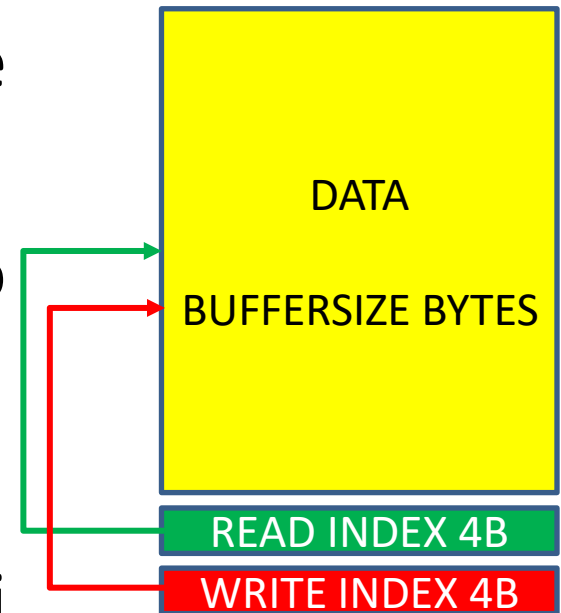 e
DATA
BUFFERSIZE BYTES
READ INDEX 4B
WRITE INDEX 4B